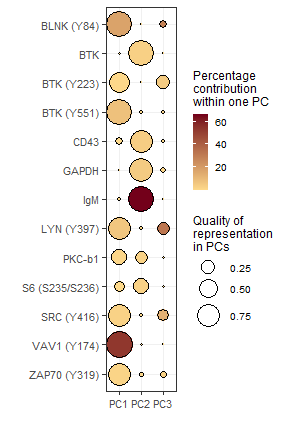 BLNK (Y84)
BTK
BTK (Y223)
BTK (Y551)
CD43
GAPDH
IgM
LYN (Y397)
PKC-b1
S6 (S235/S236)
SRC (Y416)
VAV1 (Y174)
ZAP70 (Y319)
PC1 PC2 PC3
Percentage
contribution
within one PC
60
40
20
Quality of
representation
in PCs
0.25
0.50
0.75